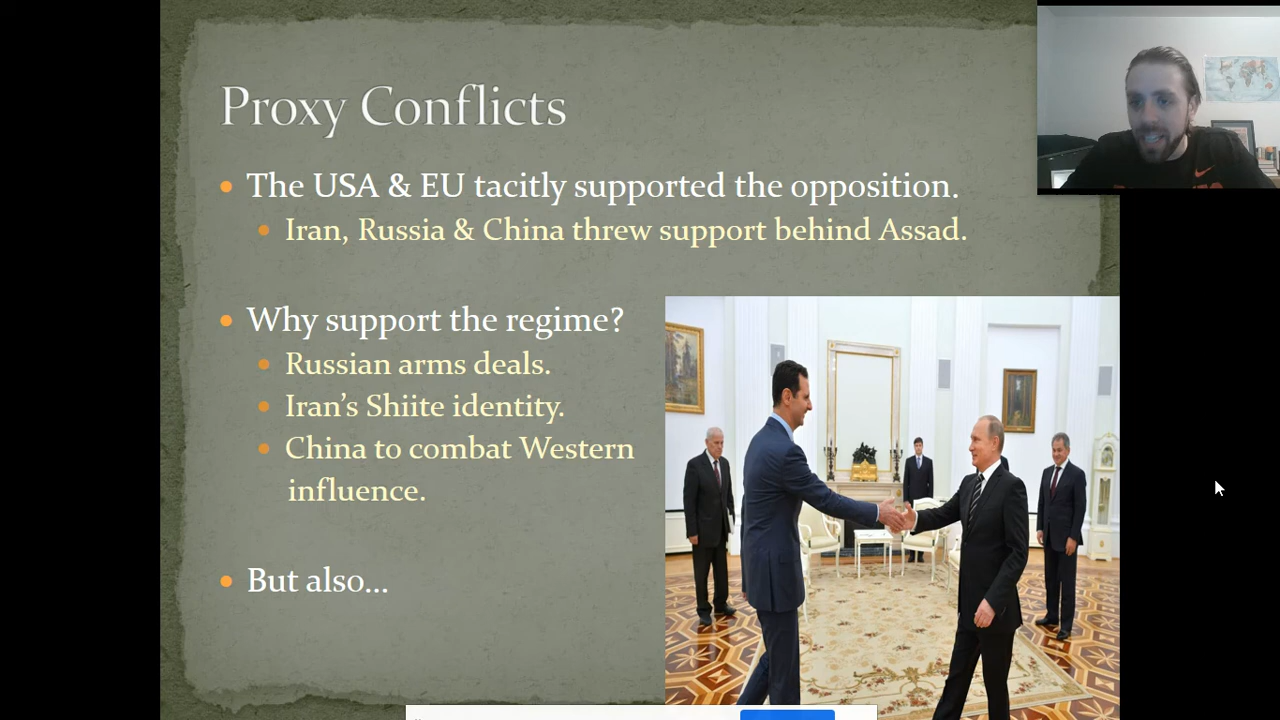 Proxy Conflicts
The USA & EU tacitly supported the opposition.
Iran, Russia & China threw support behind Assad.
Why support the regime?
Russian arms deals.
Iran's Shiite identity.
China to combat Western
influence.
But also...